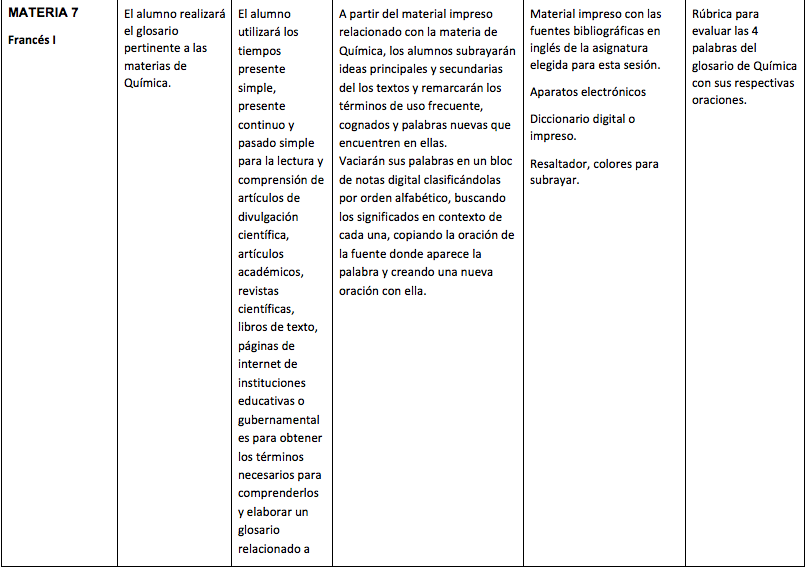 MATERIA 7
Francés I
El alumno realizará
el glosario
pertinente a las
materias de
Química.
El alumno
utilizará los
tiempos
presente
simple,
presente
continuo y
pasado simple
para la lectura y
comprensión de
artículos de
divulgación
científica,
artículos
académicos,
revistas
científicas,
libros de texto,
páginas de
internet de
instituciones
educativas o
gubernamental
es para obtener
los términos
necesarios para
comprenderlos
y elaborar un
glosario
relacionado a
A partir del material impreso
relacionado con la materia de
Química, los alumnos subrayarán
ideas principales y secundarias
del los textos y remarcarán los
términos de uso frecuente,
cognados y palabras nuevas que
encuentren en ellas.
Vaciarán sus palabras en un bloc
de notas digital clasificándolas
por orden alfabético, buscando
los significados en contexto de
cada una, copiando la oración de
la fuente donde aparece la
palabra y creando una nueva
oración con ella.
Material impreso con las
fuentes bibliográficas en
inglés de la asignatura
elegida para esta sesión.
Aparatos electrónicos
Diccionario digital o
impreso.
Resaltador, colores para
subrayar.
Rúbrica para
evaluar las 4
palabras del
glosario de Química
con sus respectivas
oraciones.